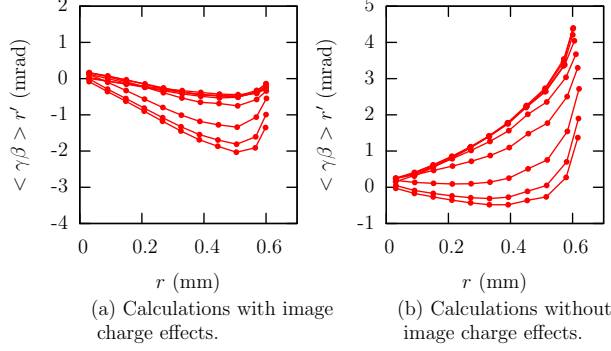 2
1
0
-1
-2
-3
-4
0
0.2
0.4
0.6
< γβ > r′ (mrad)
r (mm)
(a) Calculations with image
charge effects.
5
4
3
2
1
0
-1
0
0.2
0.4
0.6
< γβ > r′ (mrad)
r (mm)
(b) Calculations without
image charge effects.